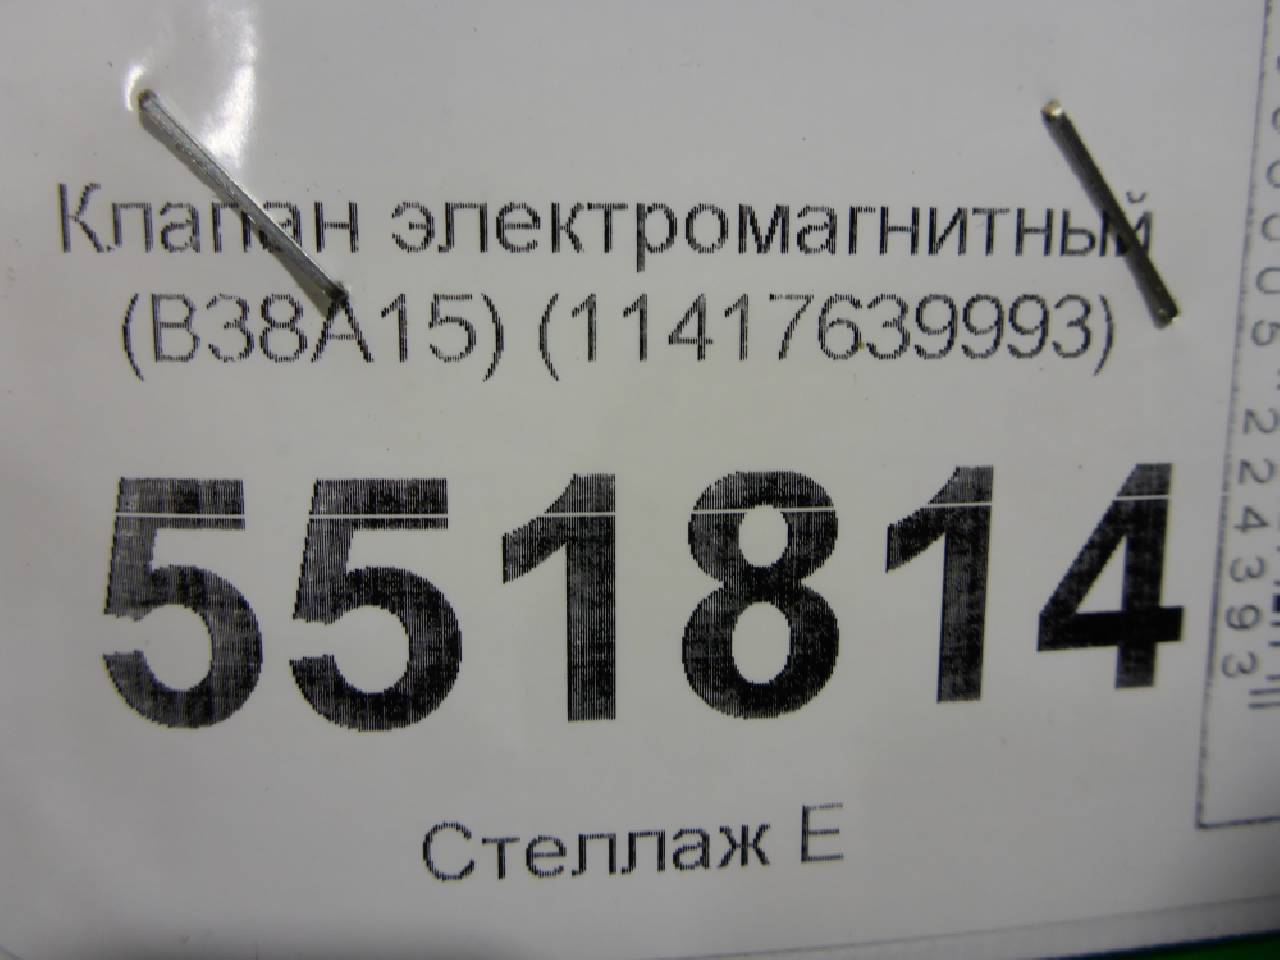 Клапан электромагнитный
(B38A15) (11417639993)
551814
Стеллаж E